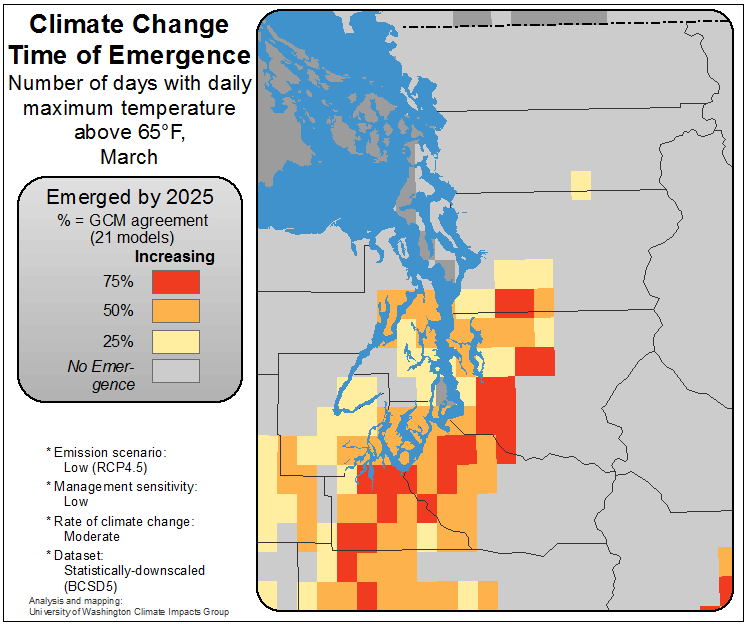 Climate Change
Time of Emergence
Number of days with daily
maximum temperature
above 65°F,
March
Emerged by 2025
% = GCM agreement
(21 models)
Increasing
75%
50%
25%
No Emer-
gence
* Emission scenario:
Low (RCP4.5)
* Management sensitivity:
Low
* Rate of climate change:
Moderate
* Dataset:
Statistically-downscaled
(BCSD5)
Analysis and mapping:
University of Washington Climate Impacts Group